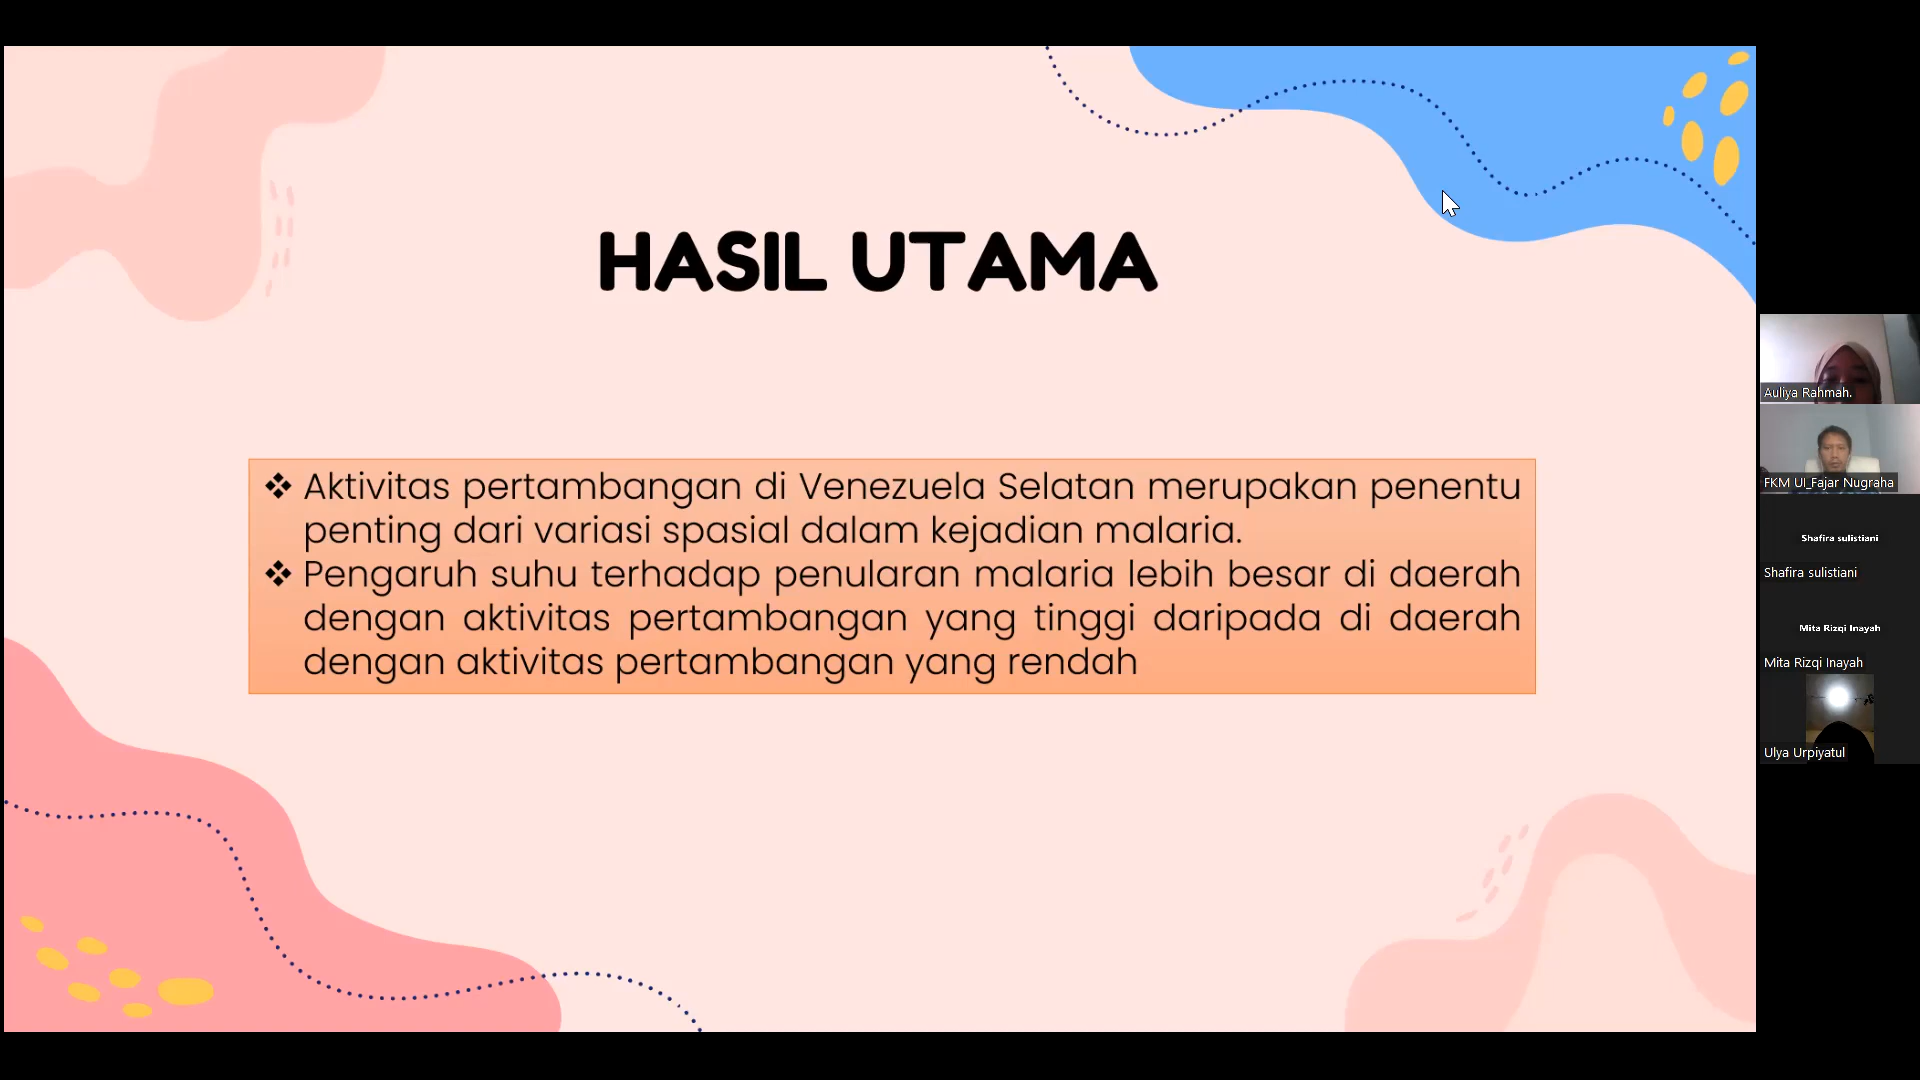 HASIL UTAMA
❖ Aktivitas pertambangan di Venezuela Selatan merupakan penentu
penting dari variasi spasial dalam kejadian malaria.
❖ Pengaruh suhu terhadap penularan malaria lebih besar di daerah
dengan aktivitas pertambangan yang tinggi daripada di daerah
dengan aktivitas pertambangan yang rendah
Auliya Rahmah.
FKM UI_Fajar Nugraha
Shafira sulistiani
Shafira sulistiani
Mita Rizqi Inayah
Mita Rizqi Inayah
Ulya Urpiyatul